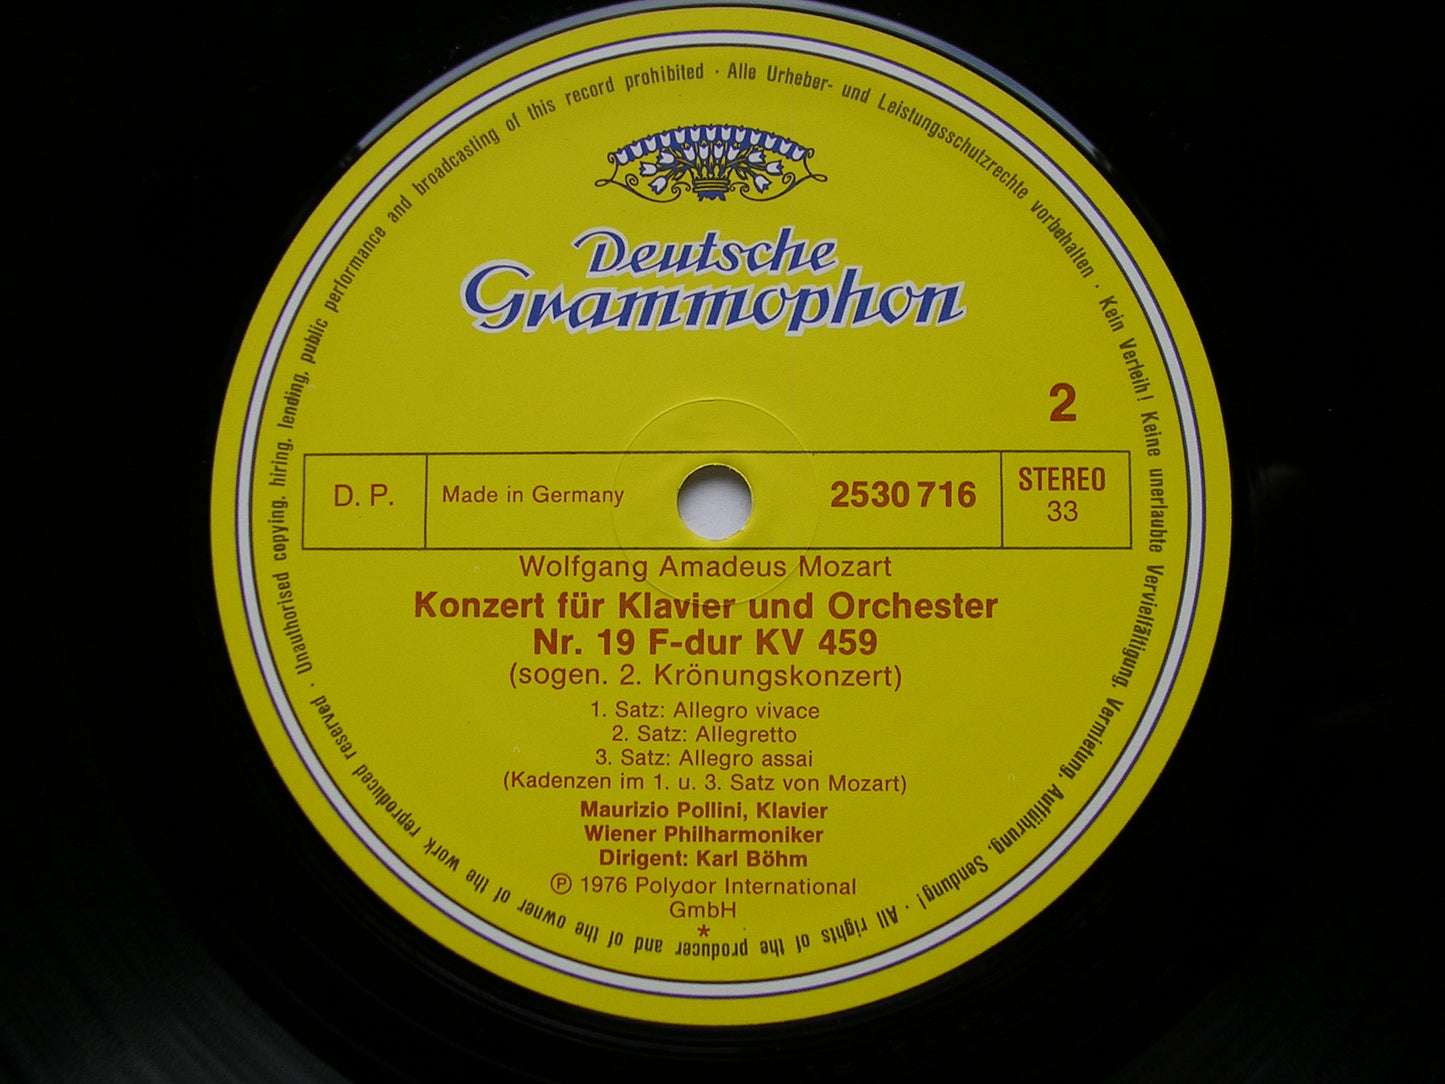 Deutsche
Grammophon
2
D. P.
Made in Germany
2530 716
STEREO
33
Wolfgang Amadeus Mozart
Konzert für Klavier und Orchester
Nr. 19 F-dur KV 459
(sogen. 2. Krönungskonzert)
1. Satz: Allegro vivace
2. Satz: Allegretto
3. Satz: Allegro assai
(Kadenzen im 1. u. 3. Satz von Mozart)
Maurizio Pollini, Klavier
Wiener Philharmoniker
Dirigent: Karl Böhm
℗ 1976 Polydor International
GmbH
*
Alle Urheber- und Leistungsschutzrechte vorbehalten · Kein Verleih! Keine unerlaubte Vervielfältigung, Vermietung, Aufführung, Sendung! · All rights of the producer and of the owner of the work reproduced reserved · Unauthorised copying, hiring, lending, public performance and broadcasting of this record prohibited ·